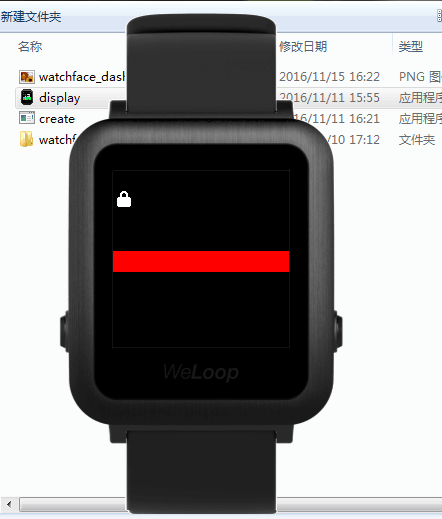 新建文件夹
名称 修改日期 类型
watchface_dash 2016/11/15 16:22 PNG 图
display 2016/11/11 15:55 应用程序
create 2016/11/11 16:21 应用程序
watchf /10 17:12 文件夹
WeLoop